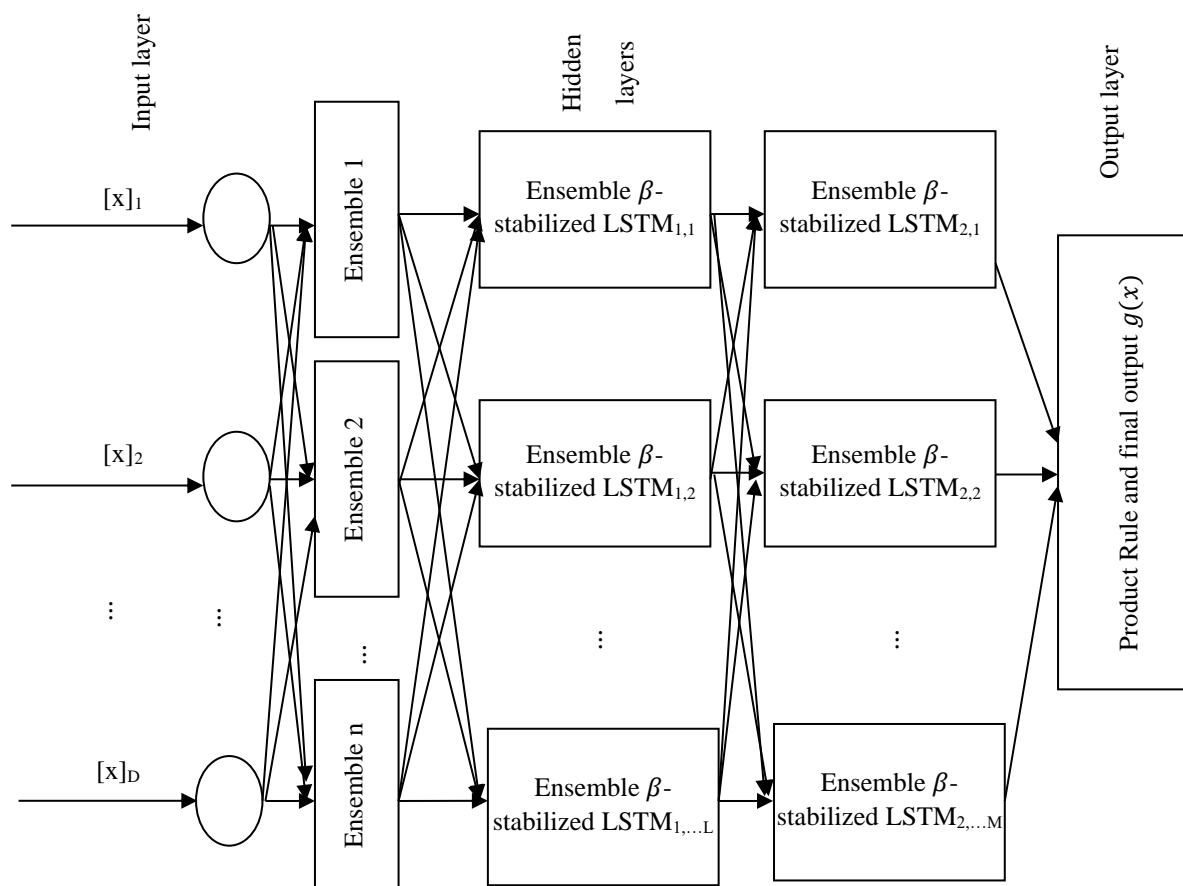 Input layer
Hidden
layers
Output layer
[x]₁
Ensemble 1
Ensemble β-
stabilized LSTM₁,₁
Ensemble β-
stabilized LSTM₂,₁
[x]₂
Ensemble 2
Ensemble β-
stabilized LSTM₁,₂
Ensemble β-
stabilized LSTM₂,₂
Product Rule and final output g(x)
...
...
...
...
...
[x]D
Ensemble n
Ensemble β-
stabilized LSTM₁,...L
Ensemble β-
stabilized LSTM₂,...M